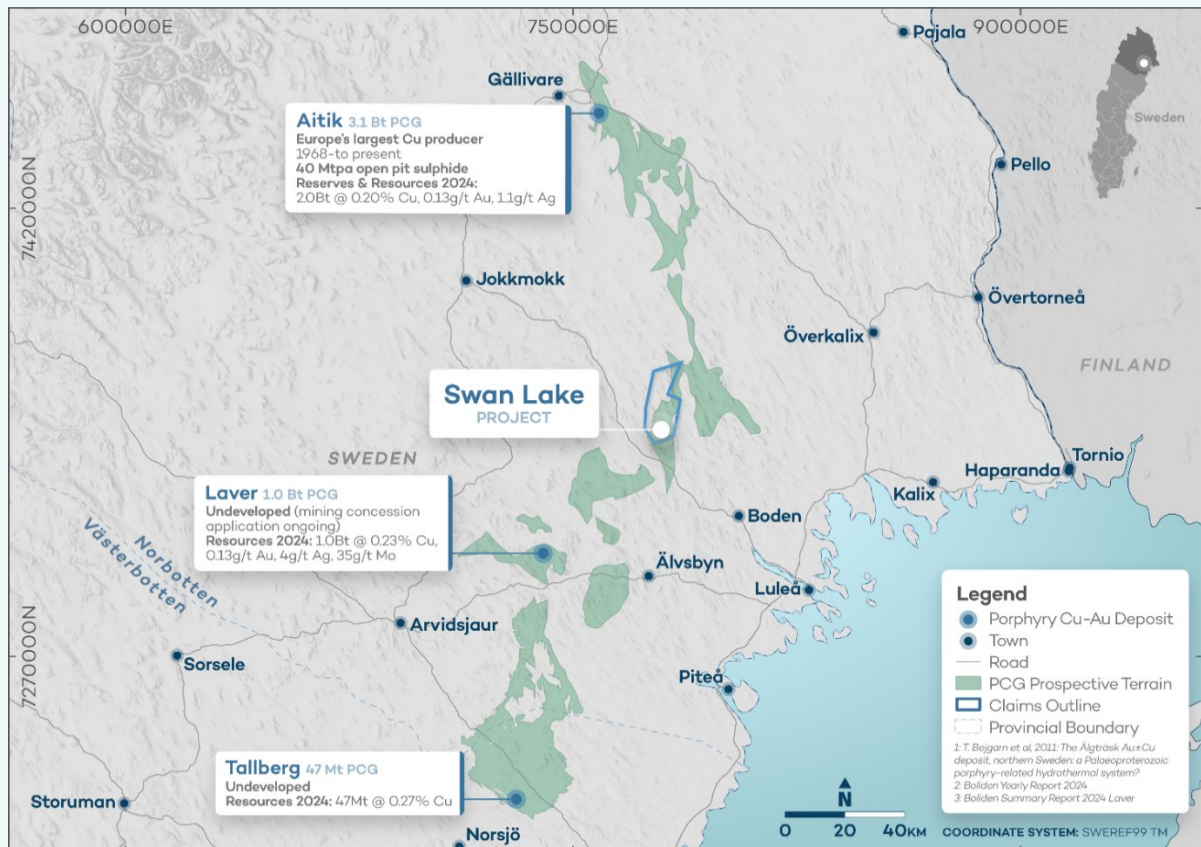 600000E
7500000E
900000E
Pajala
Gällivare
Sweden
Aitik 3.1 Bt PCG
Europe's largest Cu producer
1968-to present
40 Mtpa open pit sulphide
Reserves & Resources 2024:
2.0Bt @ 0.20% Cu, 0.13g/t Au, 1.1g/t Ag
Pello
7420000N
Jokkmokk
Övertorneå
Överkalix
FINLAND
Swan Lake
PROJECT
SWEDEN
Tornio
Haparanda
Kalix
Laver 1.0 Bt PCG
Undeveloped (mining concession
application ongoing)
Resources 2024: 1.0Bt @ 0.23% Cu,
0.13g/t Au, 4g/t Ag, 35g/t Mo
Boden
Norbotten
Västerbotten
Älvsbyn
Luleå
Arvidsjaur
Sorsele
7270000N
Piteå
Legend
Porphyry Cu-Au Deposit
Town
Road
PCG Prospective Terrain
Claims Outline
Provincial Boundary
1: T. Bejgarn et al, 2011: The Älgträsk Au±Cu
deposit, northern Sweden: a Palaeoproterozoic
porphyry-related hydrothermal system?
2: Boliden Yearly Report 2024
3: Boliden Summary Report 2024 Laver
Tallberg 47 Mt PCG
Undeveloped
Resources 2024: 47Mt @ 0.27% Cu
Storuman
Norsjö
N
0 20 40KM
COORDINATE SYSTEM: SWEREF99 TM